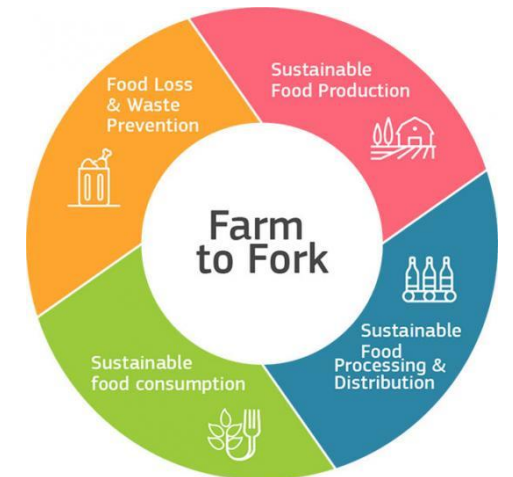 Food Loss
& Waste
Prevention
Sustainable
Food Production
Farm
to Fork
Sustainable
Food
Processing &
Distribution
Sustainable
food consumption